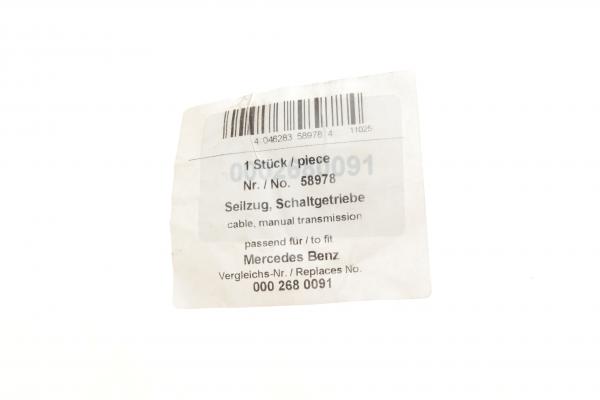 4 046283 58978 4 11025
1 Stück / piece
0002680091
Nr. / No. 58978
Seilzug, Schaltgetriebe
cable, manual transmission
passend für / to fit
Mercedes Benz
Vergleichs-Nr. / Replaces No.
000 268 0091